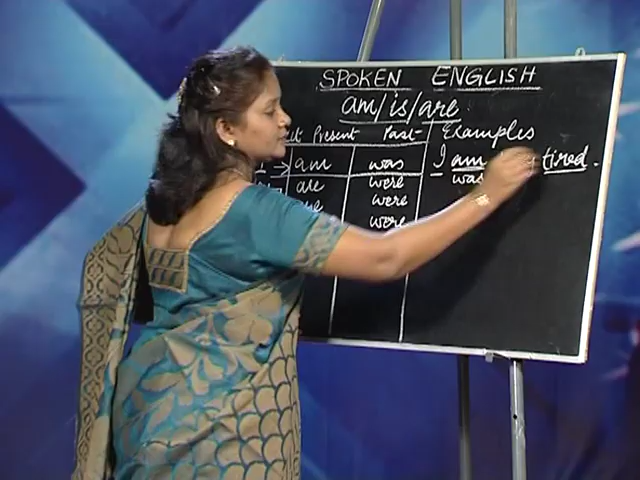 SPOKEN ENGLISH
am/is/are
Present Past Examples
I → am was I am tired.
are were was
were
were